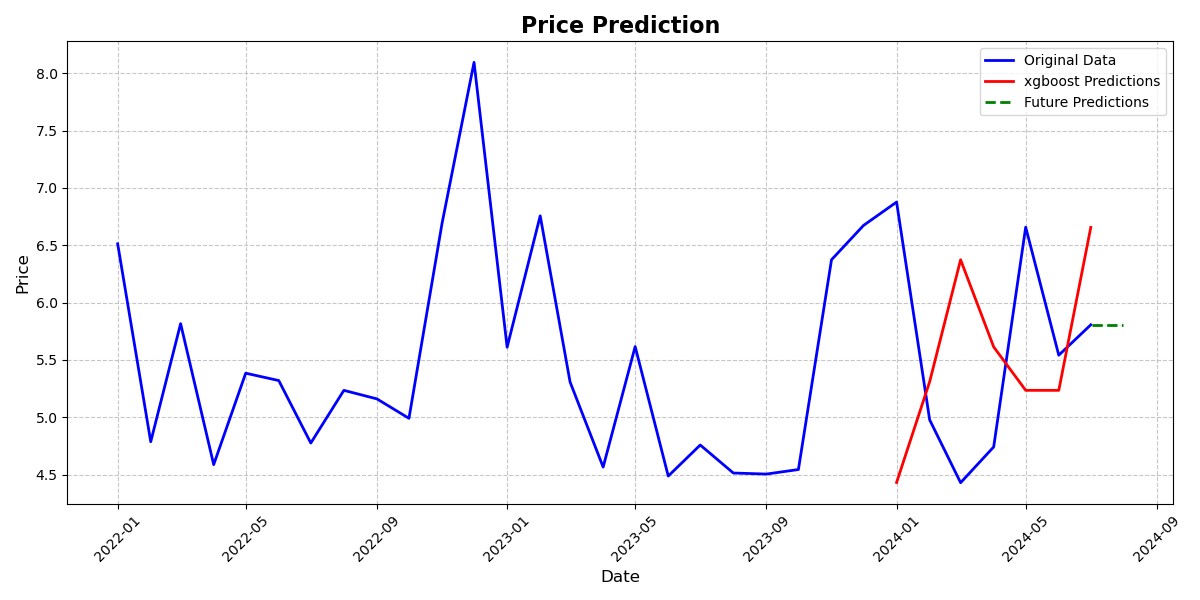 Price Prediction
Original Data
xgboost Predictions
Future Predictions
Price
8.0
7.5
7.0
6.5
6.0
5.5
5.0
4.5
2022-01
2022-05
2022-09
2023-01
2023-05
2023-09
2024-01
2024-05
2024-09
Date